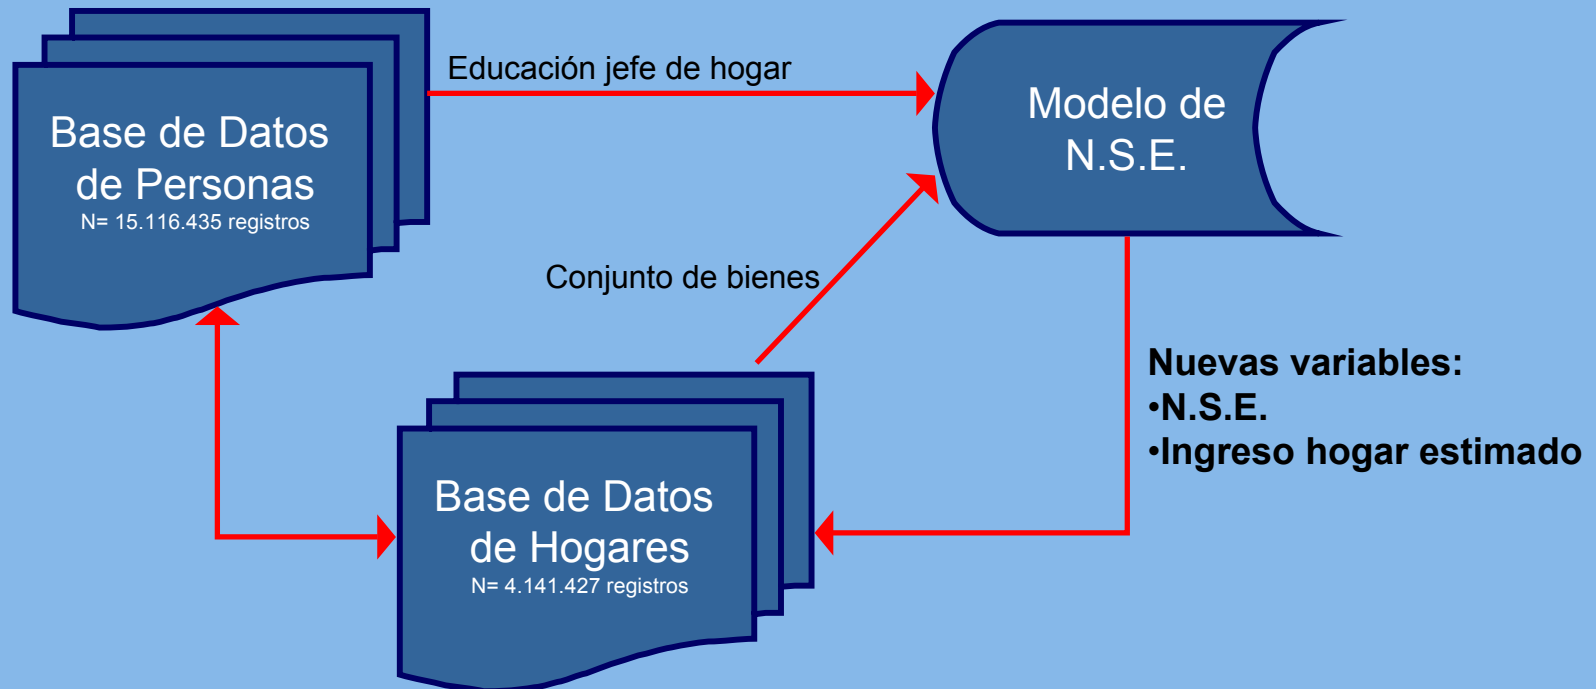 Educación jefe de hogar
Base de Datos
de Personas
N= 15.116.435 registros
Modelo de
N.S.E.
Conjunto de bienes
Nuevas variables:
•N.S.E.
•Ingreso hogar estimado
Base de Datos
de Hogares
N= 4.141.427 registros